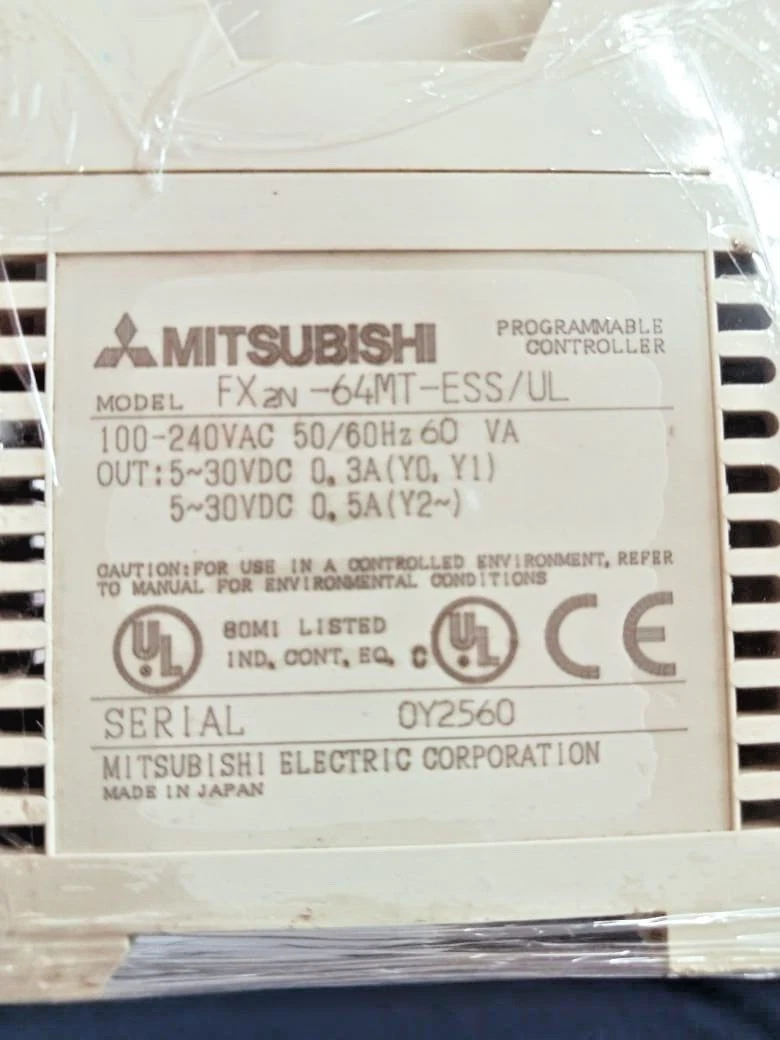 MITSUBISHI
PROGRAMMABLE
CONTROLLER
MODEL FX2N-64MT-ESS/UL
100-240VAC 50/60Hz 60 VA
OUT:5~30VDC 0.3A(Y0, Y1)
5~30VDC 0.5A(Y2~)
CAUTION:FOR USE IN A CONTROLLED ENVIRONMENT, REFER
TO MANUAL FOR ENVIRONMENTAL CONDITIONS
UL 80M1 LISTED
IND. CONT. EQ. C UL CE
SERIAL 0Y2560
MITSUBISHI ELECTRIC CORPORATION
MADE IN JAPAN